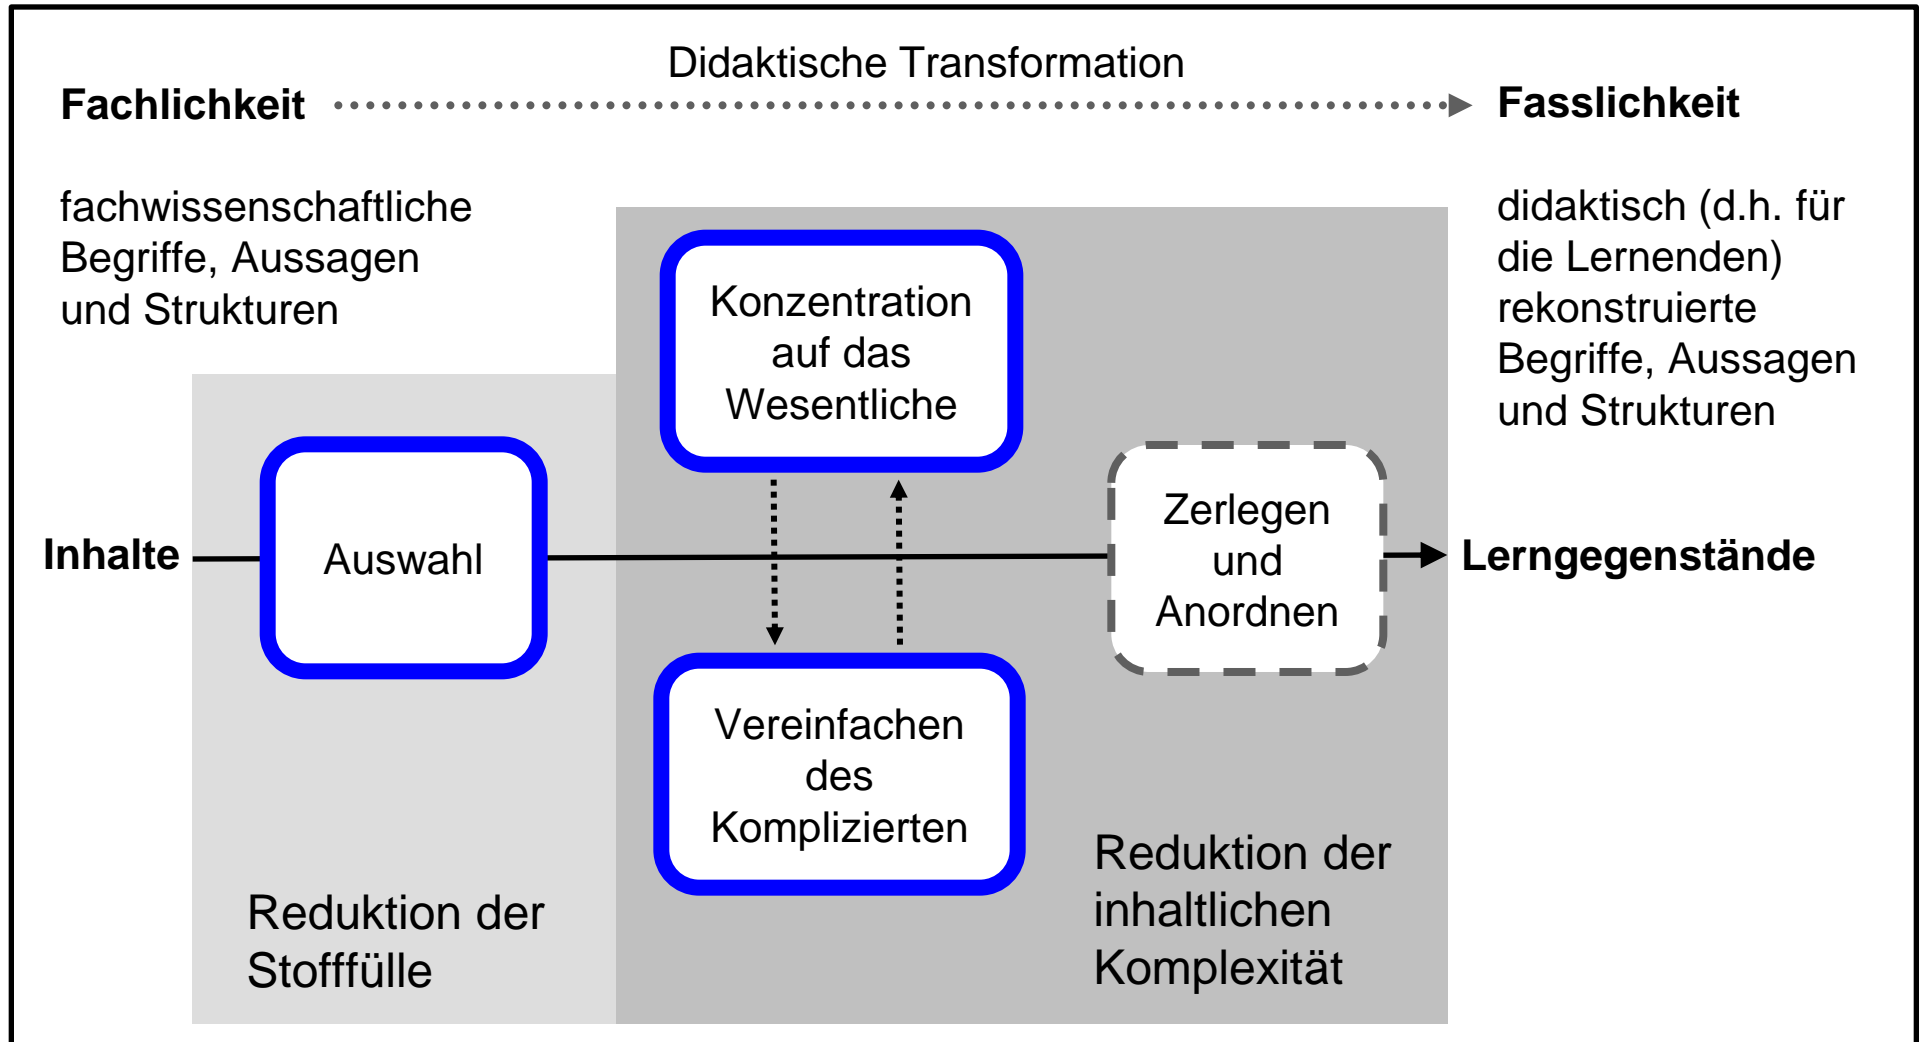 Didaktische Transformation
Fachlichkeit
Fasslichkeit
fachwissenschaftliche
Begriffe, Aussagen
und Strukturen
didaktisch (d.h. für
die Lernenden)
rekonstruierte
Begriffe, Aussagen
und Strukturen
Konzentration
auf das
Wesentliche
Inhalte
Auswahl
Zerlegen
und
Anordnen
Lerngegenstände
Vereinfachen
des
Komplizierten
Reduktion der
Stofffülle
Reduktion der
inhaltlichen
Komplexität